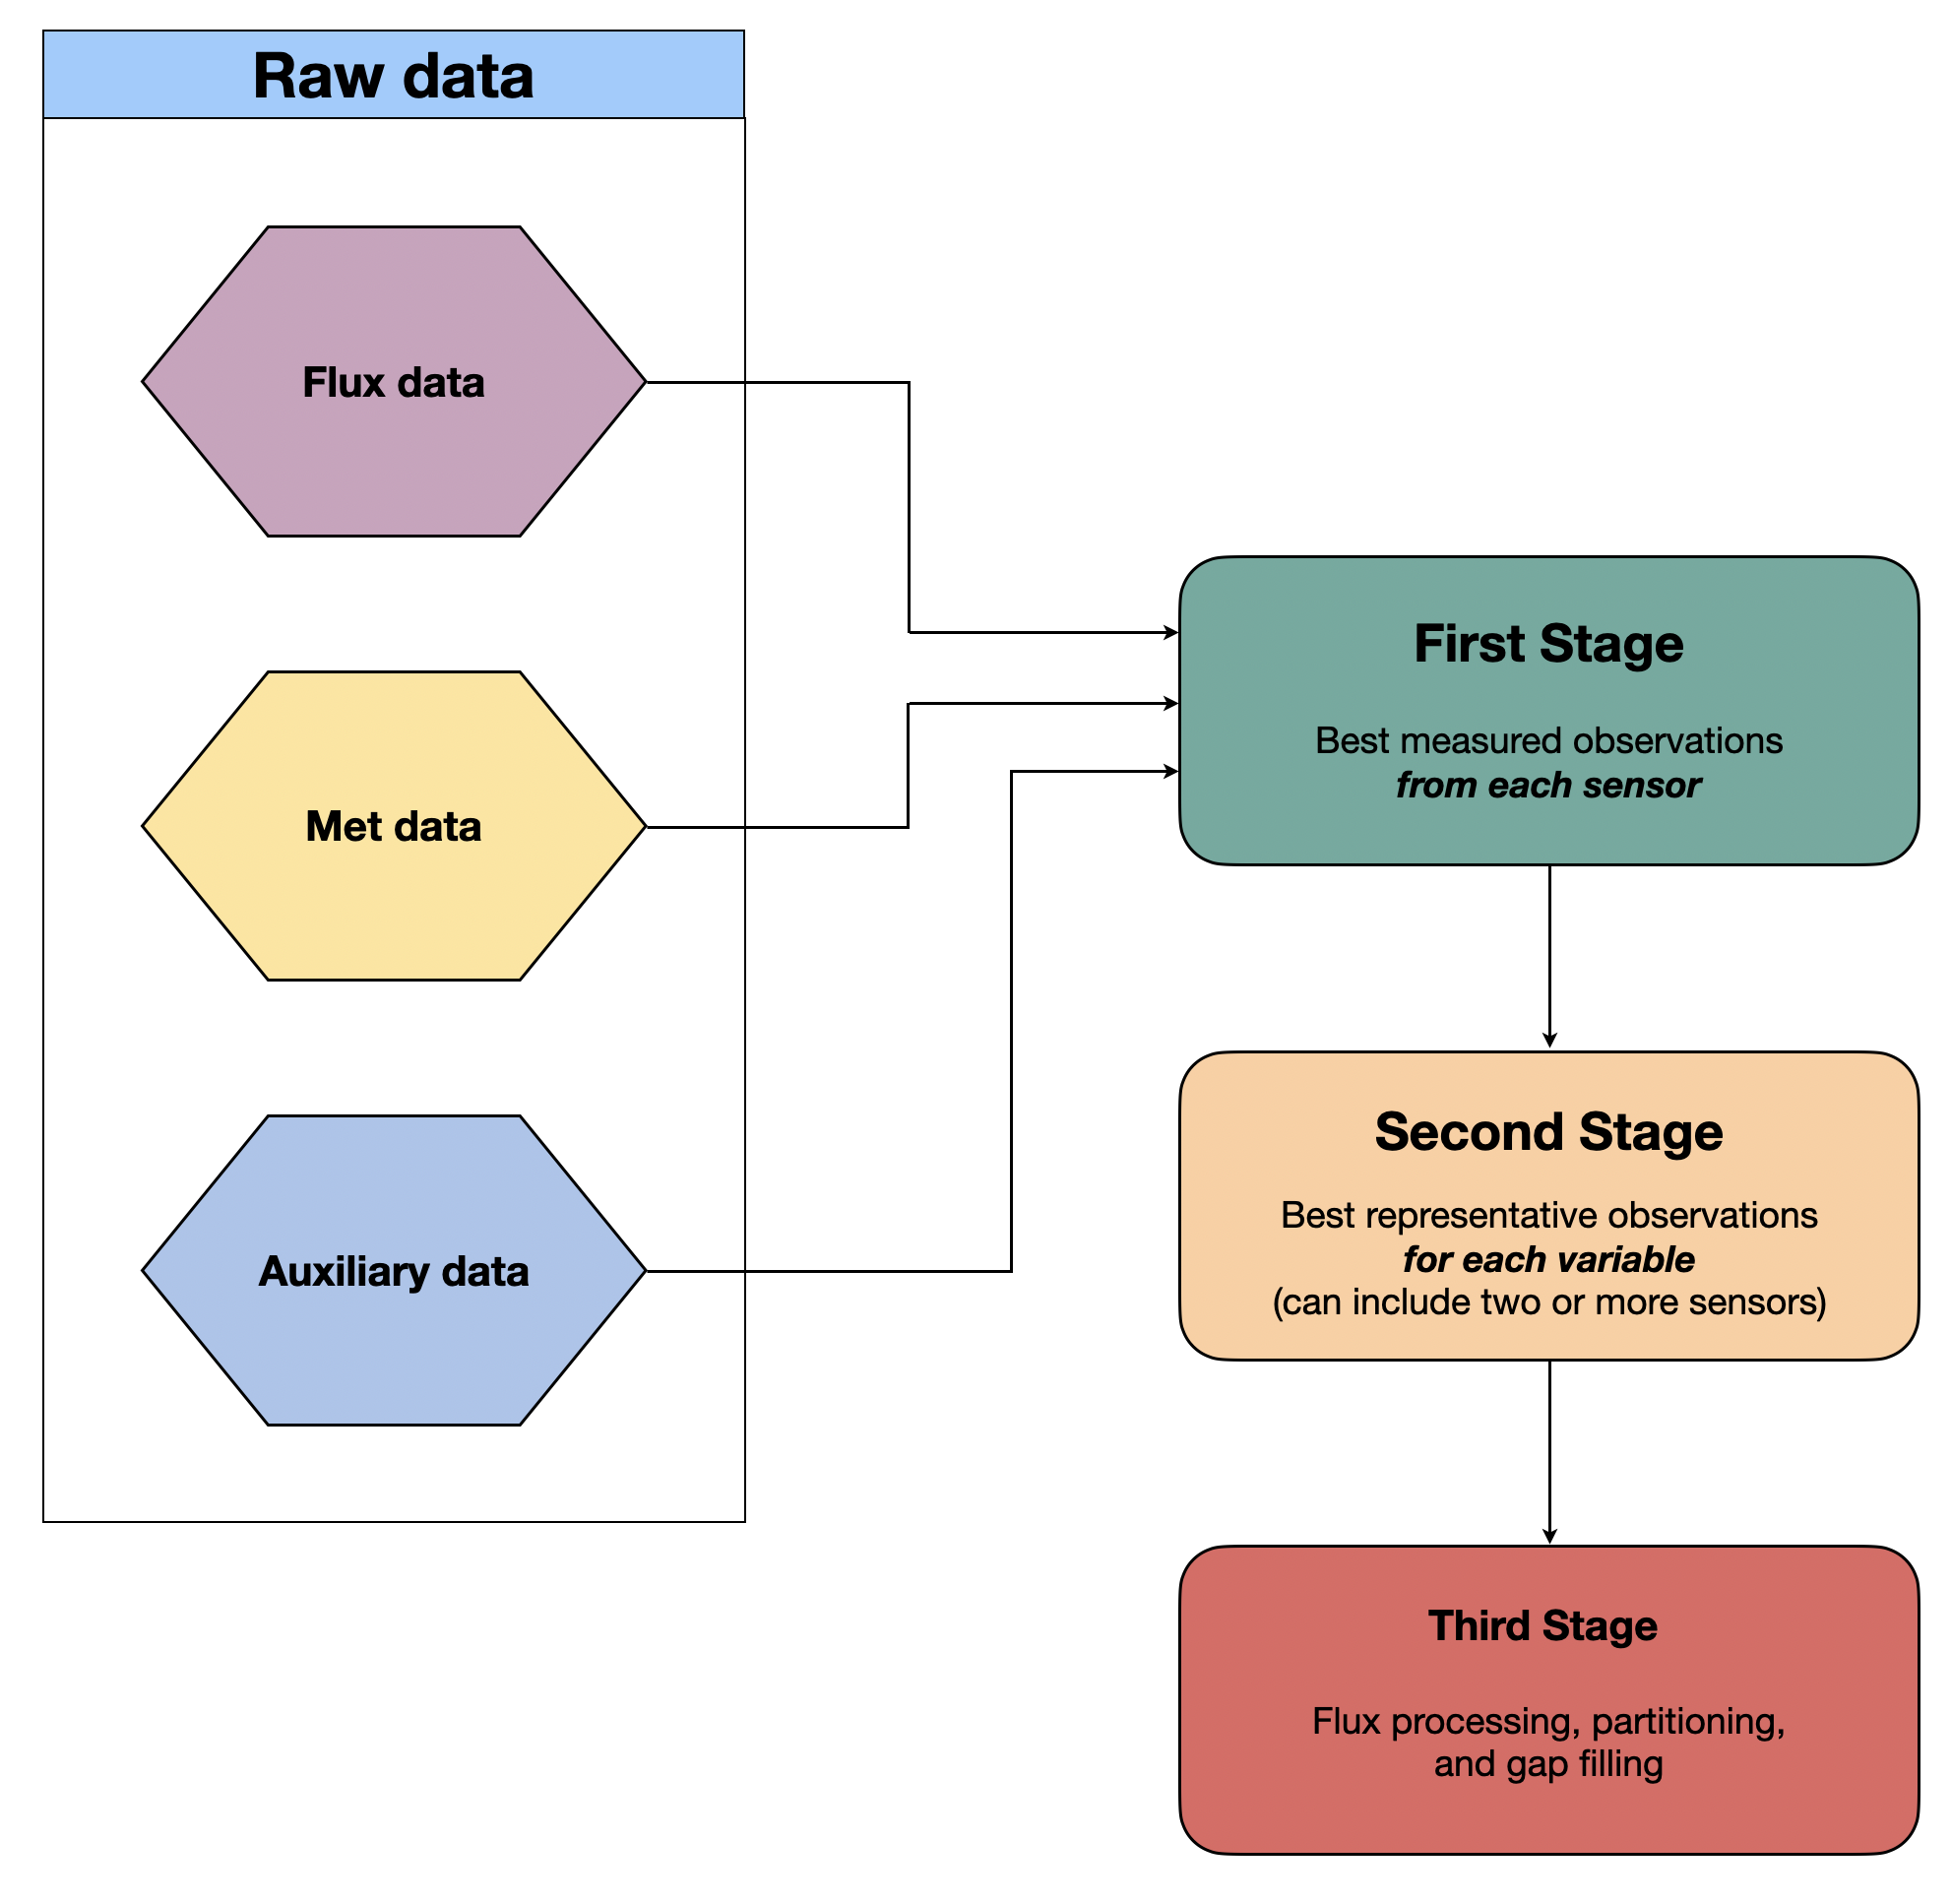 Raw data
Flux data
Met data
Auxiliary data
First Stage
Best measured observations
from each sensor
Second Stage
Best representative observations
for each variable
(can include two or more sensors)
Third Stage
Flux processing, partitioning,
and gap filling